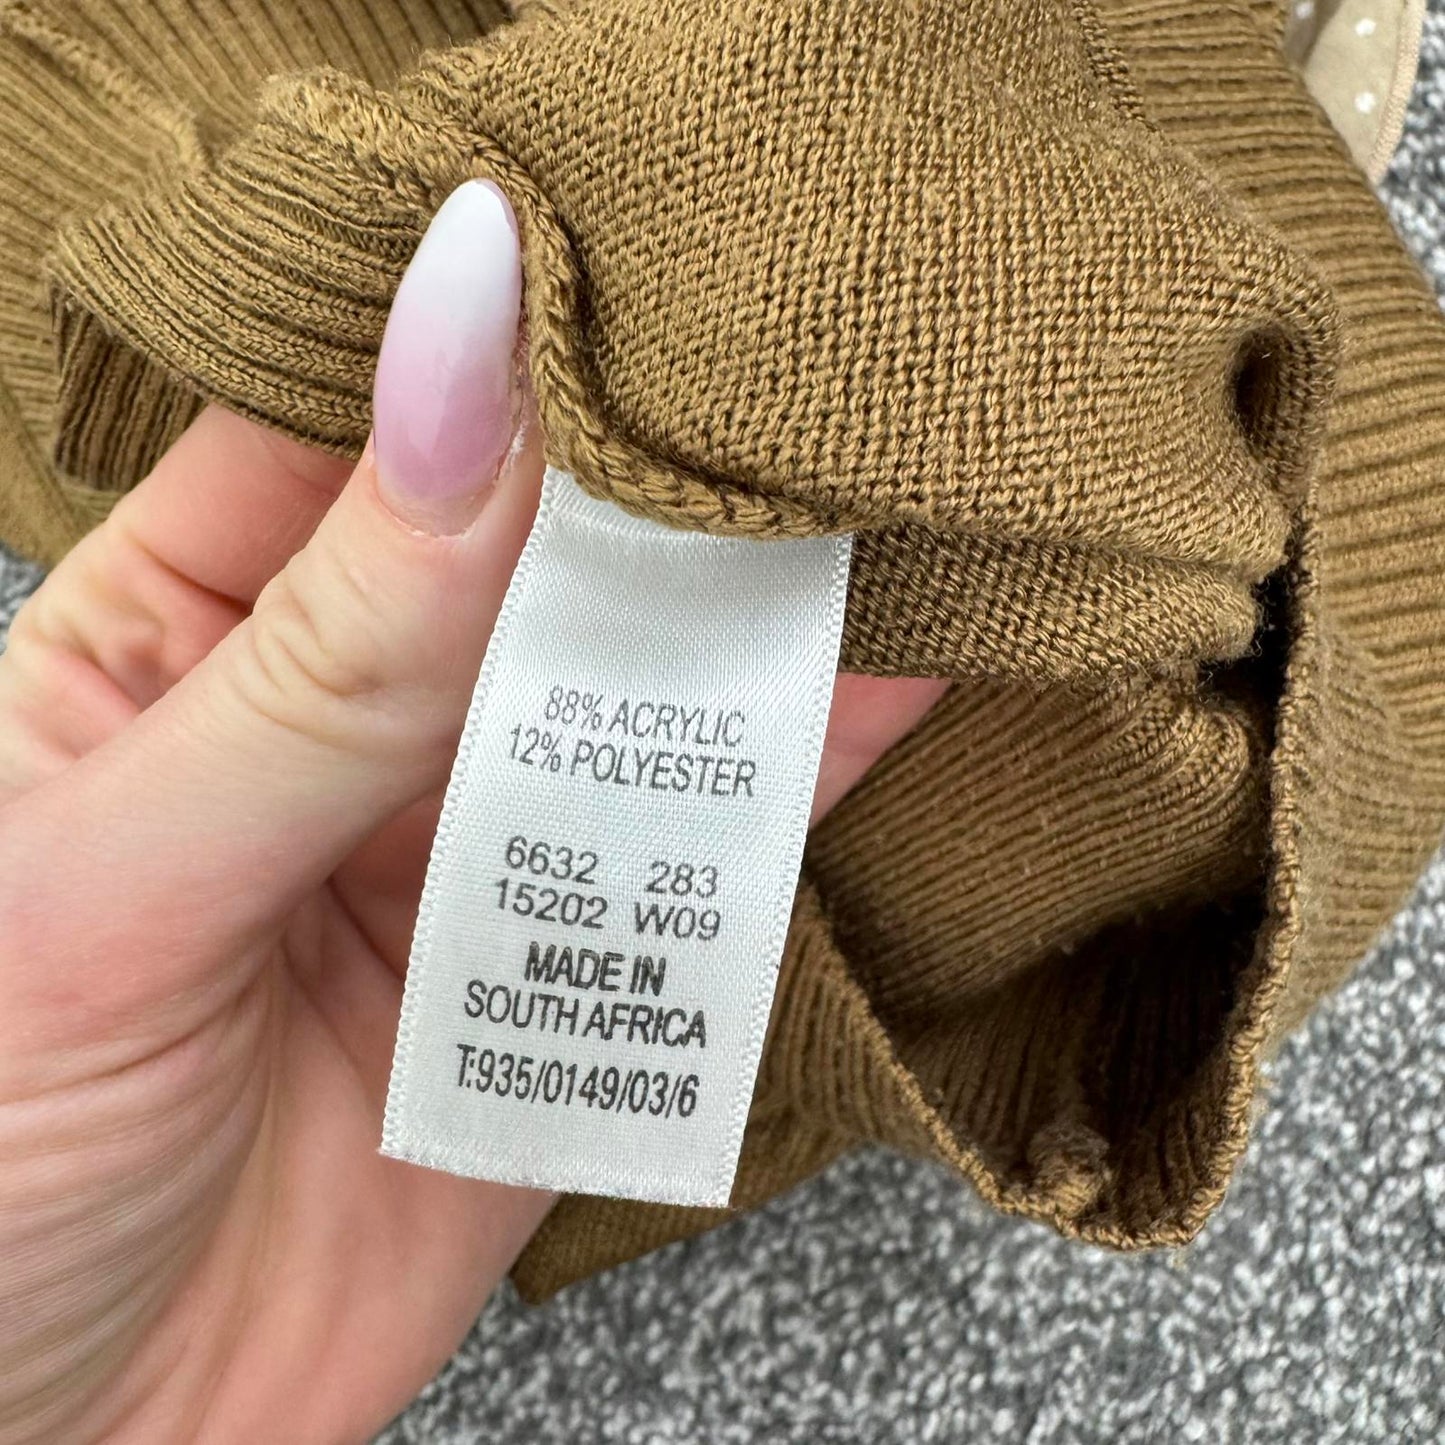 88% ACRYLIC
12% POLYESTER
6632 283
15202 W09
MADE IN
SOUTH AFRICA
T:935/0149/03/6